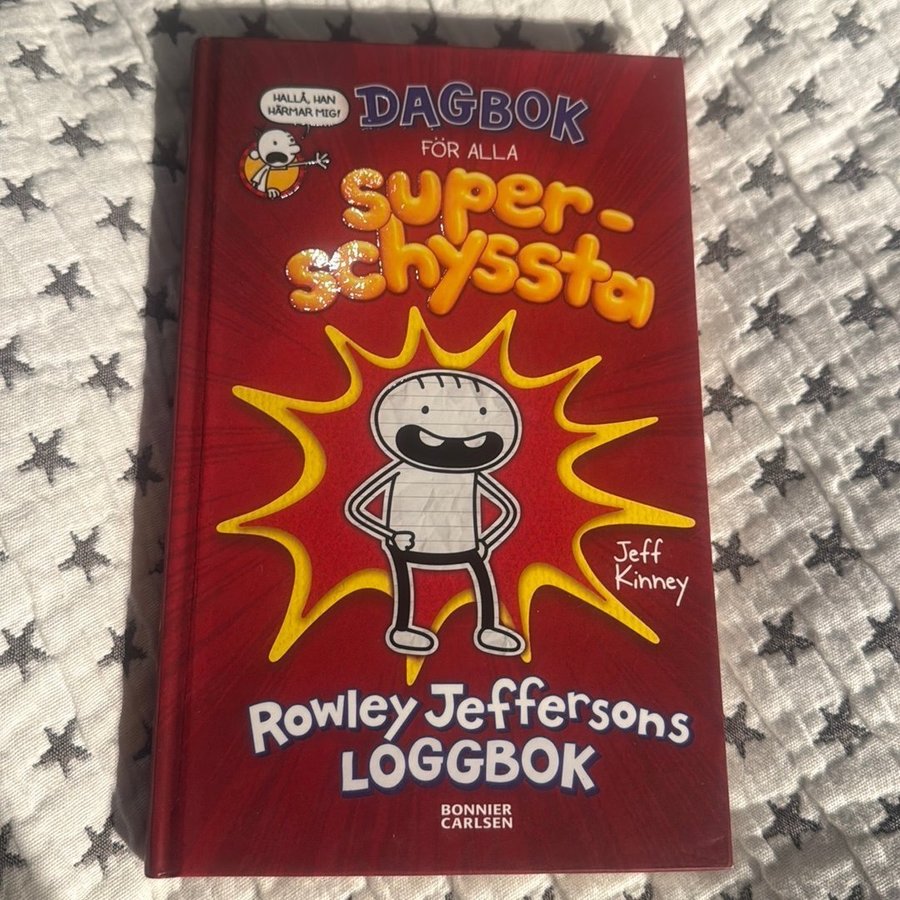 HALLÅ, HAN
HÄRMAR MIG!
DAGBOK
FÖR ALLA
super-
schyssta
Jeff
Kinney
Rowley Jeffersons
LOGGBOK
BONNIER
CARLSEN